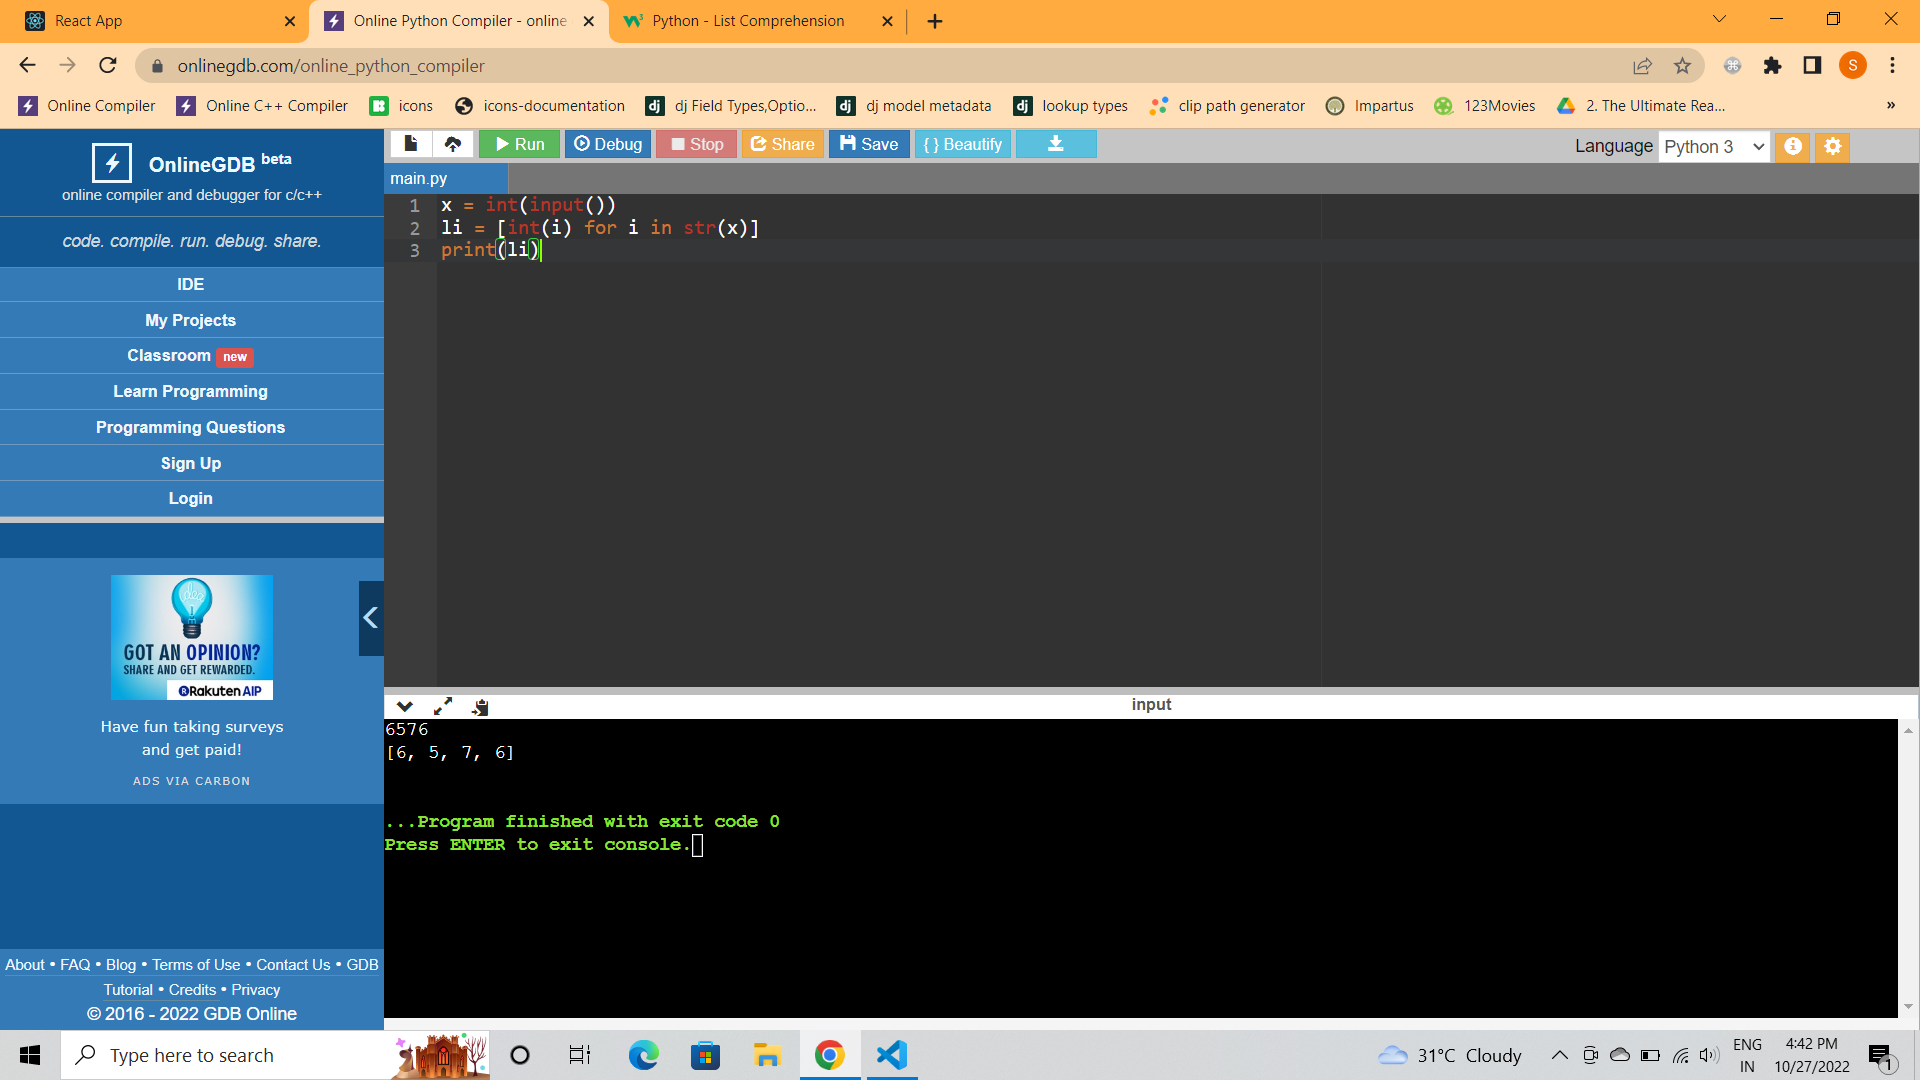 React App
Online Python Compiler - online
Python - List Comprehension
onlinegdb.com/online_python_compiler
S
Online Compiler
Online C++ Compiler
icons
icons-documentation
dj dj Field Types,Optio...
dj dj model metadata
dj lookup types
clip path generator
Impartus
123Movies
2. The Ultimate Rea...
»
OnlineGDB beta
online compiler and debugger for c/c++
code. compile. run. debug. share.
IDE
My Projects
Classroom new
Learn Programming
Programming Questions
Sign Up
Login
idea
GOT AN OPINION?
SHARE AND GET REWARDED.
Rakuten AIP
Have fun taking surveys
and get paid!
ADS VIA CARBON
About • FAQ • Blog • Terms of Use • Contact Us • GDB
Tutorial • Credits • Privacy
© 2016 - 2022 GDB Online
Run
Debug
Stop
Share
Save
{ } Beautify
Language Python 3
main.py
1 x = int(input())
2 li = [int(i) for i in str(x)]
3 print(li)
input
6576
[6, 5, 7, 6]
...Program finished with exit code 0
Press ENTER to exit console.
Type here to search
31°C Cloudy
ENG
IN
4:42 PM
10/27/2022
1